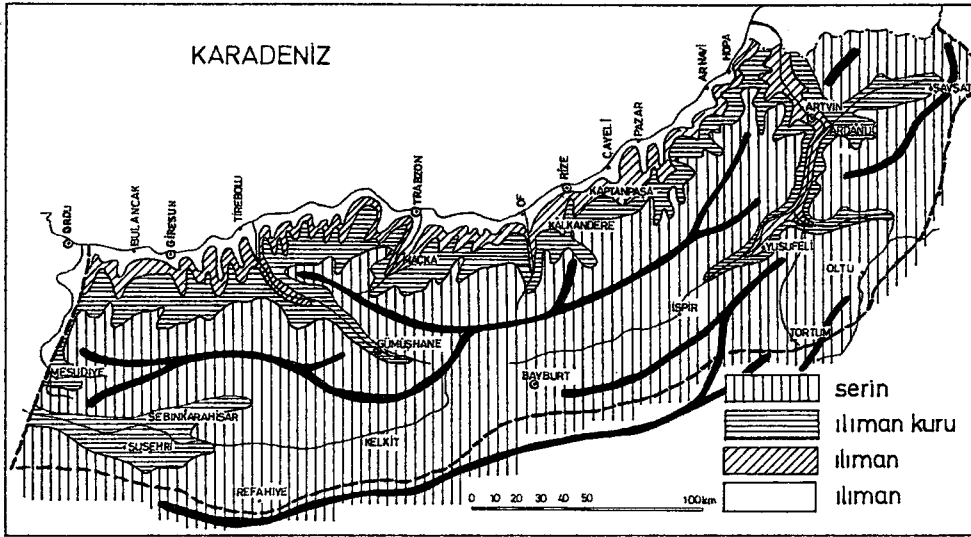 KARADENİZ
ORDU
BULANCAK
GİRESUN
TİREBOLU
TRABZON
MAÇKA
OF
RİZE
KALKANDERE
KAPTANPAŞA
ÇAYELİ
PAZAR
ARHAVİ
HOPA
ARTVİN
ARDANUÇ
ŞAVŞAT
YUSUFELİ
OLTU
TORTUM
İSPİR
BAYBURT
GÜMÜŞHANE
MESUDİYE
ŞEBİNKARAHİSAR
SUŞEHRİ
KELKİT
REFAHİYE
0 10 20 30 40 50 100km
serin
ılıman kuru
ılıman
ılıman